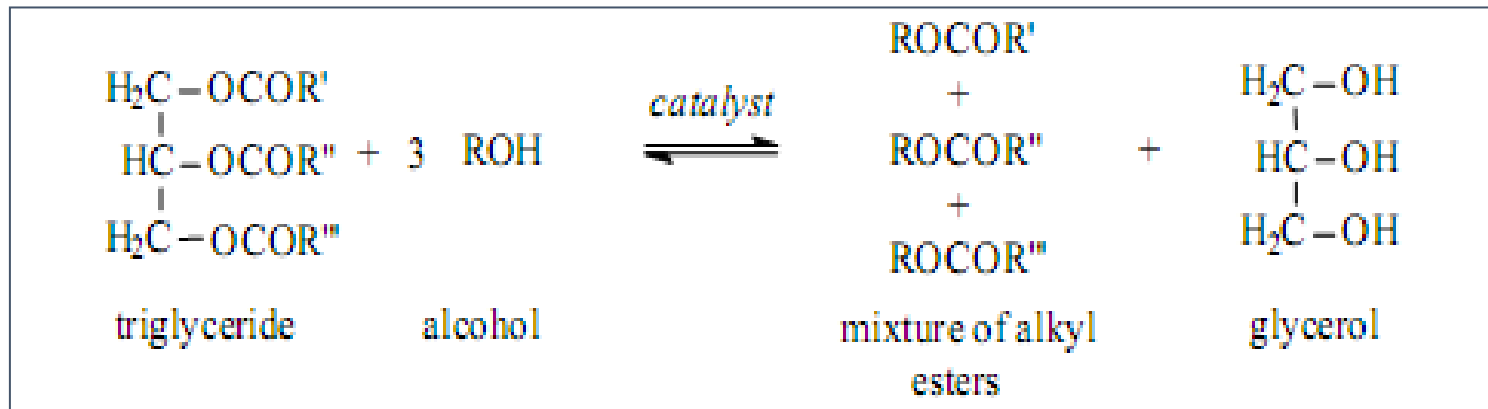 H₂C – OCOR'
HC – OCOR" + 3 ROH
H₂C – OCOR'"
triglyceride
alcohol
catalyst
ROCOR'
+
ROCOR"
+
ROCOR'"
mixture of alkyl
esters
+
H₂C – OH
HC – OH
H₂C – OH
glycerol